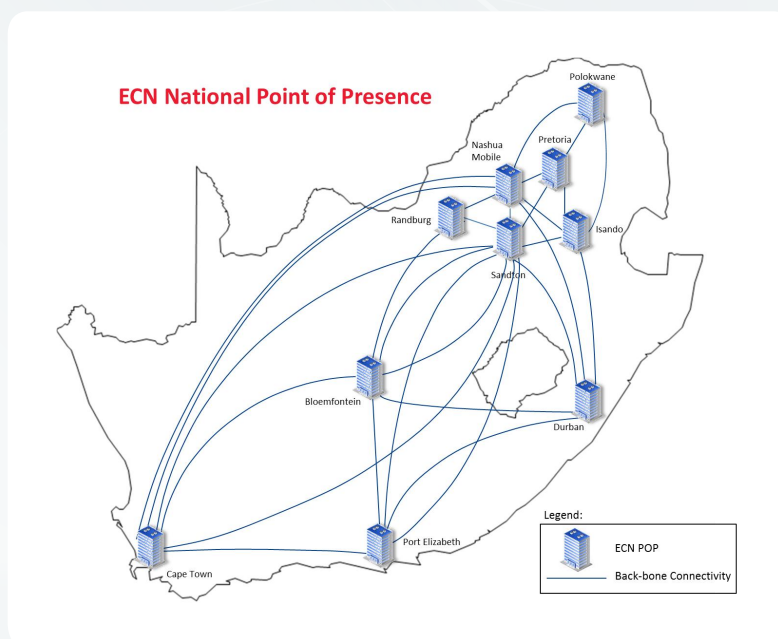 ECN National Point of Presence
Polokwane
Pretoria
Nashua
Mobile
Randburg
Isando
Sandton
Bloemfontein
Durban
Port Elizabeth
Cape Town
Legend:
ECN POP
Back-bone Connectivity